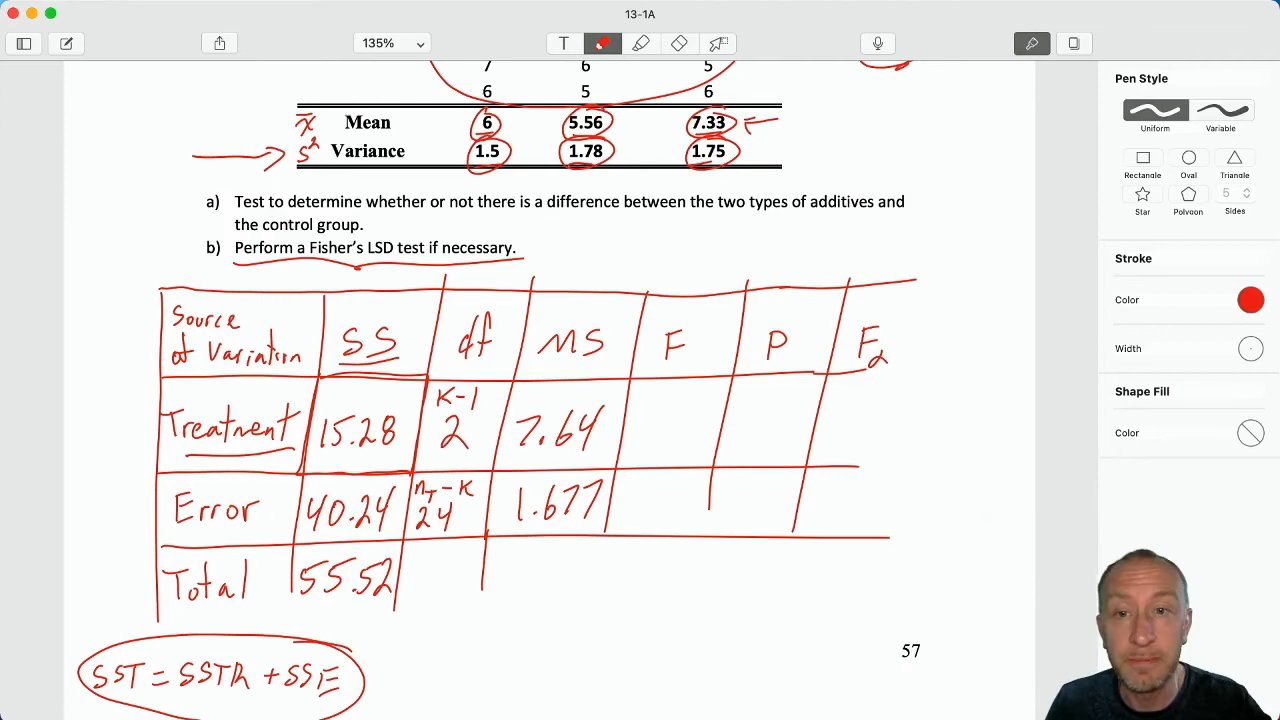 13-1A
135%
T
7 6 5
6 5 6
x̄ Mean 6 5.56 7.33
s² Variance 1.5 1.78 1.75
a) Test to determine whether or not there is a difference between the two types of additives and
the control group.
b) Perform a Fisher's LSD test if necessary.
Source
of Variation SS df MS F P Fα
Treatment 15.28 K-1 2 7.64
Error 40.24 nT-K 24 1.677
Total 55.52
SST = SSTR + SSE
57
Pen Style
Uniform Variable
Rectangle Oval Triangle
Star Polygon Sides
5
Stroke
Color
Width
Shape Fill
Color